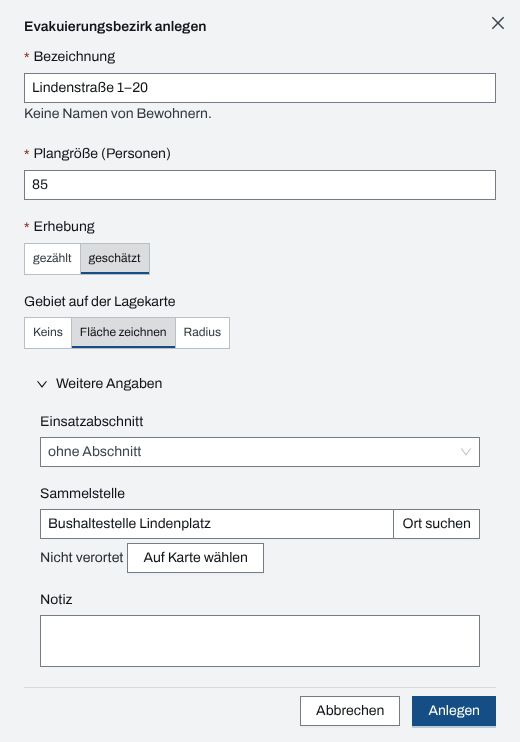 Evakuierungsbezirk anlegen
* Bezeichnung
Lindenstraße 1–20
Keine Namen von Bewohnern.
* Plangröße (Personen)
85
* Erhebung
gezählt geschätzt
Gebiet auf der Lagekarte
Keins Fläche zeichnen Radius
Weitere Angaben
Einsatzabschnitt
ohne Abschnitt
Sammelstelle
Bushaltestelle Lindenplatz Ort suchen
Nicht verortet Auf Karte wählen
Notiz
Abbrechen Anlegen